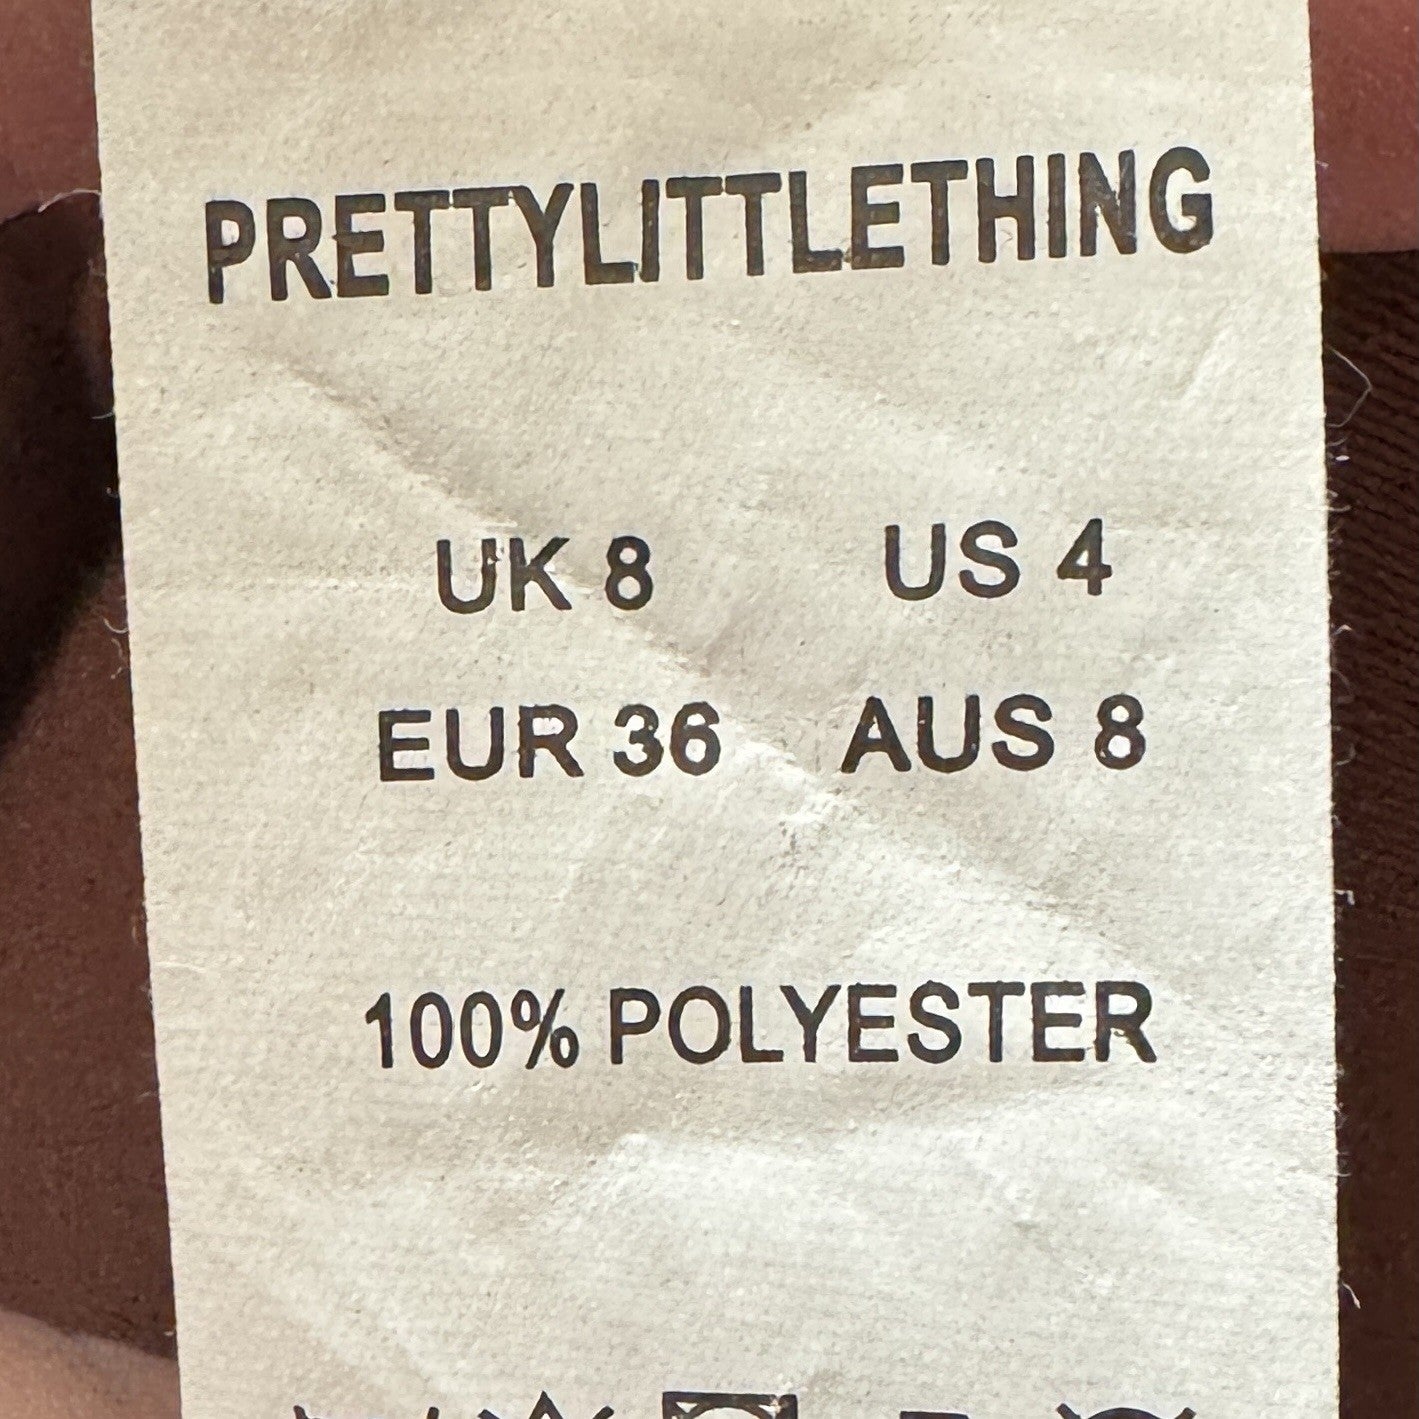 PRETTYLITTLETHING
UK 8 US 4
EUR 36 AUS 8
100% POLYESTER